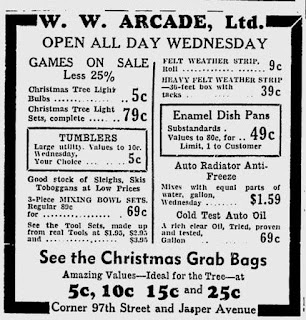 W. W. ARCADE, Ltd.
OPEN ALL DAY WEDNESDAY
GAMES ON SALE
Less 25%
Christmas Tree Light
Bulbs ---- 5c
Christmas Tree Light
Sets, complete ---- 79c
TUMBLERS
Large utility. Values to 10c.
Wednesday,
Your Choice ---- 5c
Good stock of Sleighs, Skis
Toboggans at Low Prices
3-Piece MIXING BOWL SETS.
Regular 89c
for ---- 69c
See the Tool Sets, made up
from real Tools at $1.95, $2.95
and ---- $3.95
FELT WEATHER STRIP.
Roll ---- 9c
HEAVY FELT WEATHER STRIP
—36-feet box with
tacks ---- 39c
Enamel Dish Pans
Substandards.
Values to 80c, for -- 49c
Limit, 1 to Customer
Auto Radiator Anti-
Freeze
Mixes with equal parts of
water, gallon,
Wednesday ---- $1.59
Cold Test Auto Oil
A rich clear Oil, Tried, proven
and tested,
Gallon ---- 69c
See the Christmas Grab Bags
Amazing Values—Ideal for the Tree—at
5c, 10c 15c and 25c
Corner 97th Street and Jasper Avenue